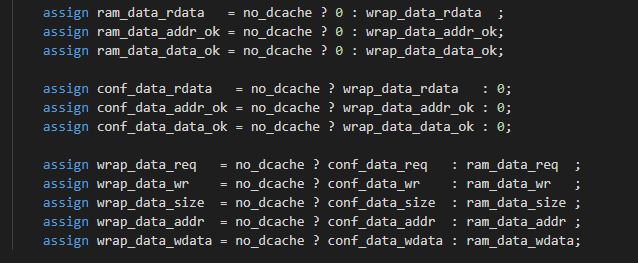 assign ram_data_rdata   = no_dcache ? 0 : wrap_data_rdata  ;
assign ram_data_addr_ok = no_dcache ? 0 : wrap_data_addr_ok;
assign ram_data_data_ok = no_dcache ? 0 : wrap_data_data_ok;
assign conf_data_rdata   = no_dcache ? wrap_data_rdata   : 0;
assign conf_data_addr_ok = no_dcache ? wrap_data_addr_ok : 0;
assign conf_data_data_ok = no_dcache ? wrap_data_data_ok : 0;
assign wrap_data_req   = no_dcache ? conf_data_req   : ram_data_req  ;
assign wrap_data_wr    = no_dcache ? conf_data_wr    : ram_data_wr   ;
assign wrap_data_size  = no_dcache ? conf_data_size  : ram_data_size ;
assign wrap_data_addr  = no_dcache ? conf_data_addr  : ram_data_addr ;
assign wrap_data_wdata = no_dcache ? conf_data_wdata : ram_data_wdata;